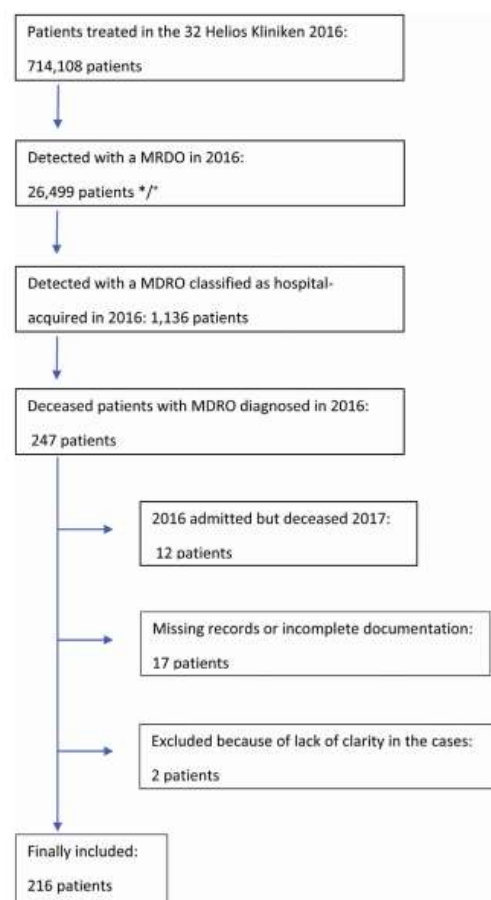 Patients treated in the 32 Helios Kliniken 2016:
714,108 patients
Detected with a MRDO in 2016:
26,499 patients */°
Detected with a MDRO classified as hospital-
acquired in 2016: 1,136 patients
Deceased patients with MDRO diagnosed in 2016:
247 patients
2016 admitted but deceased 2017:
12 patients
Missing records or incomplete documentation:
17 patients
Excluded because of lack of clarity in the cases:
2 patients
Finally included:
216 patients